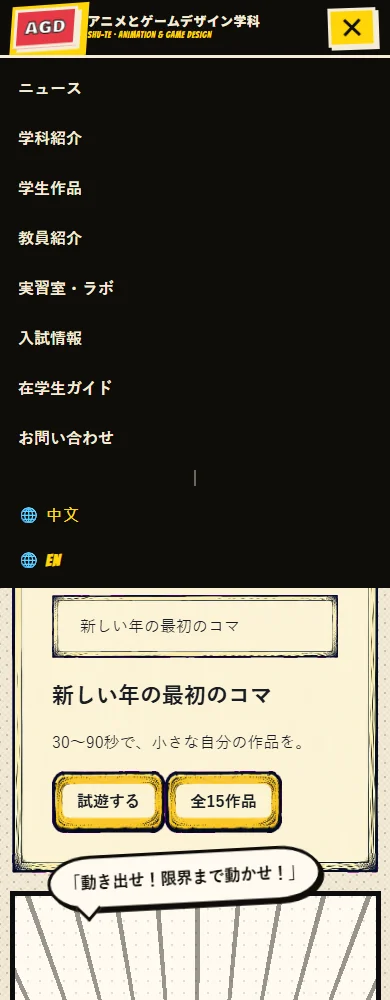 AGD
アニメとゲームデザイン学科
SHU-TE · ANIMATION & GAME DESIGN
ニュース
学科紹介
学生作品
教員紹介
実習室・ラボ
入試情報
在学生ガイド
お問い合わせ
中文
EN
新しい年の最初のコマ
新しい年の最初のコマ
30〜90秒で、小さな自分の作品を。
試遊する 全15作品
「動き出せ！限界まで動かせ！」